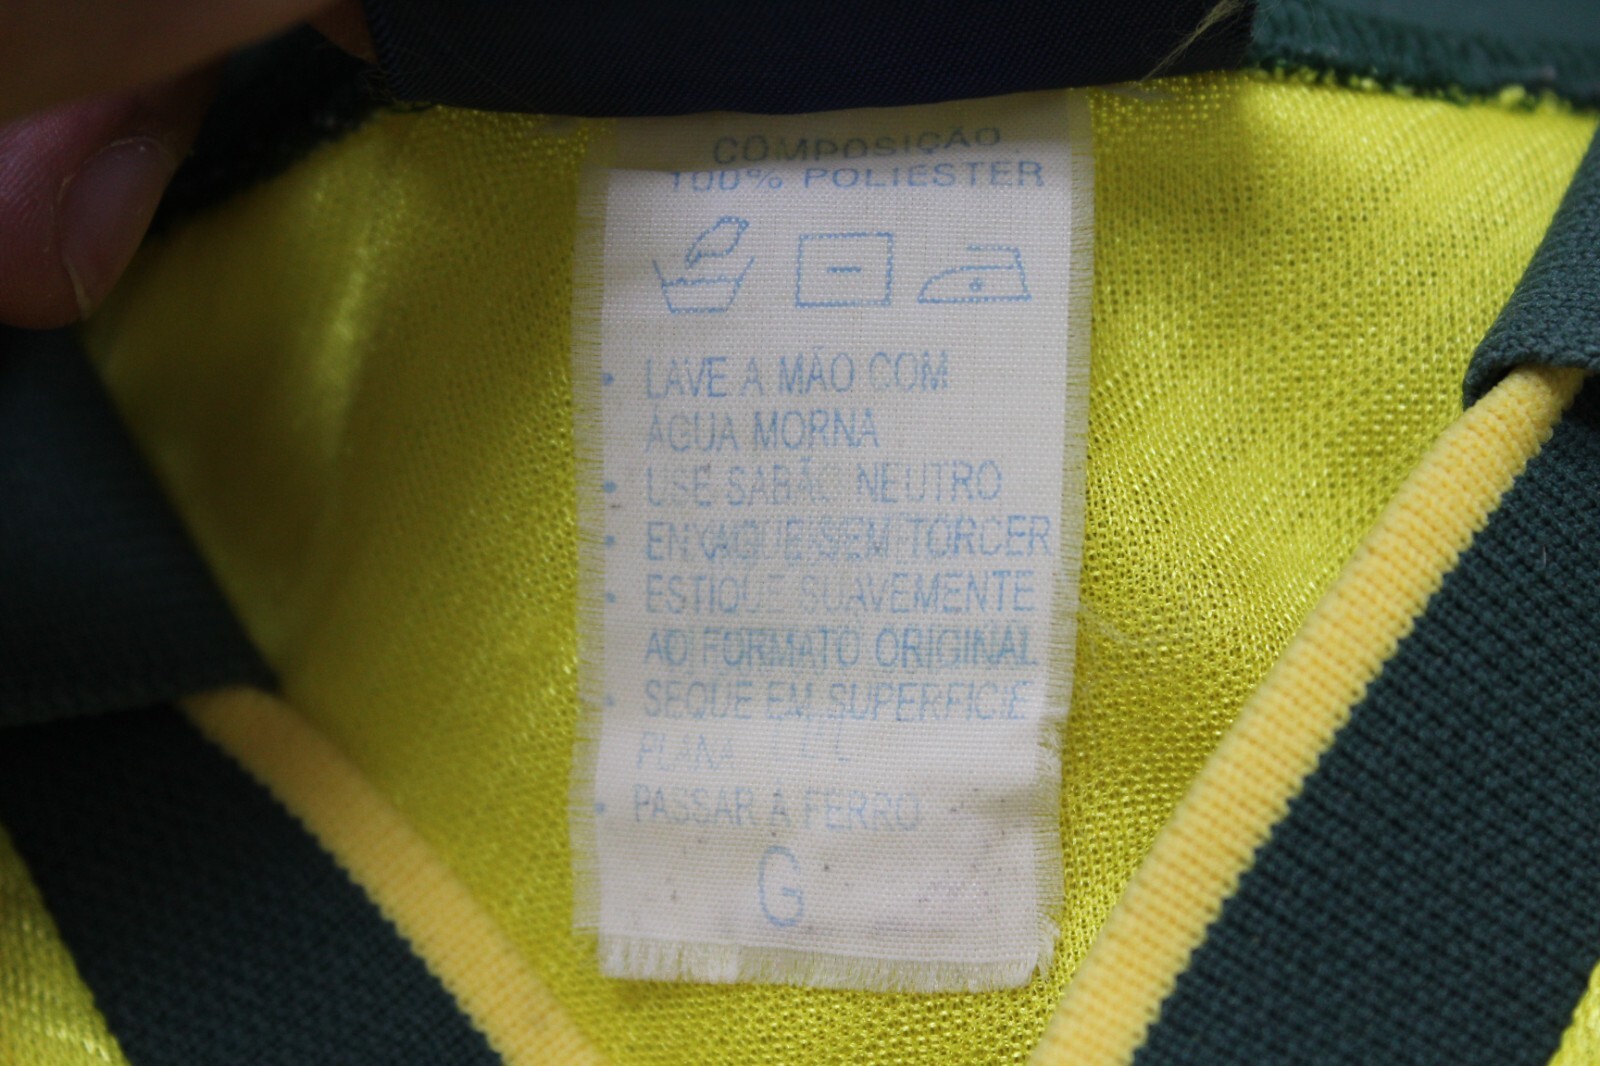 COMPOSIÇÃO
100% POLIESTER
• LAVE A MÃO COM
ÁGUA MORNA
• USE SABÃO NEUTRO
• ENXAGUE SEM TORCER
• ESTIQUE SUAVEMENTE
AO FORMATO ORIGINAL
• SEQUE EM SUPERFICIE
PLANA
• PASSAR A FERRO
G